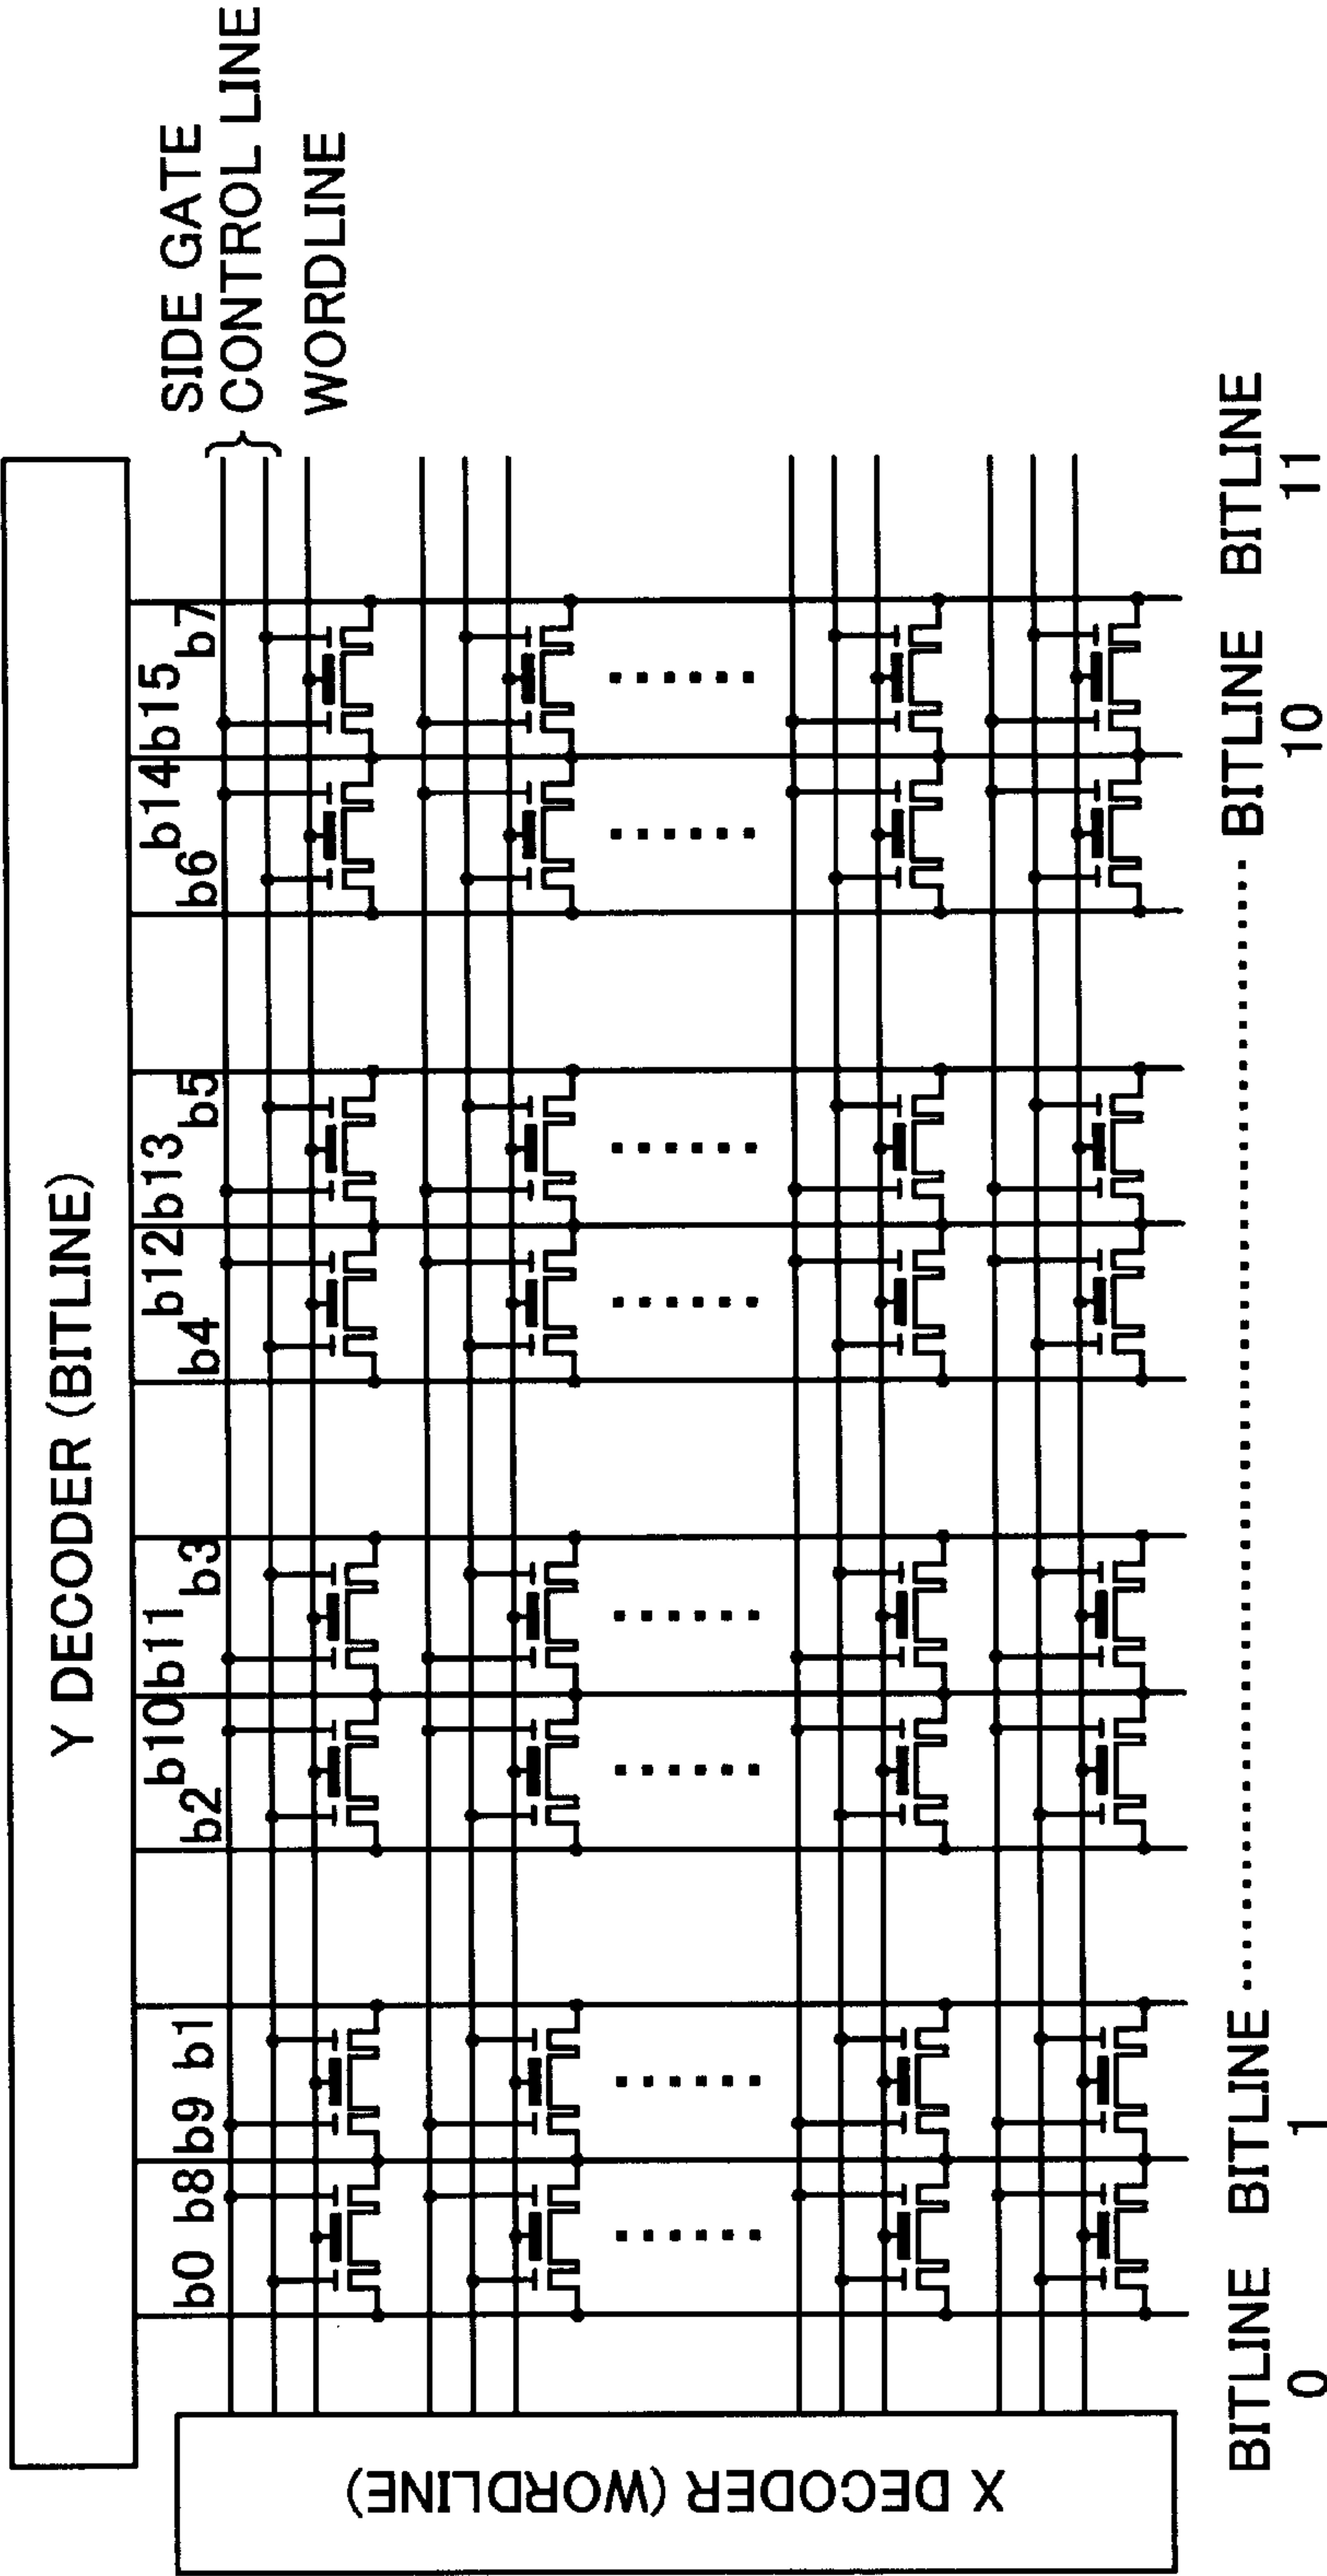 Y DECODER (BITLINE)
SIDE GATE
CONTROL LINE
WORDLINE
b0 b8 b9 b1 b2 b10 b11 b3 b4 b12 b13 b5 b6 b14 b15 b7
X DECODER (WORDLINE)
BITLINE BITLINE BITLINE BITLINE
0 1 10 11